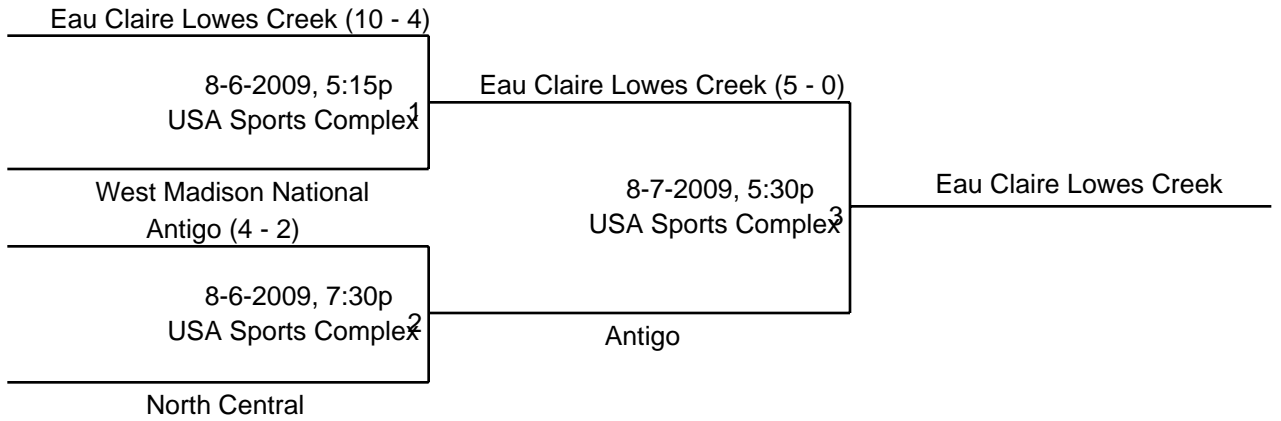 Eau Claire Lowes Creek (10 - 4)
8-6-2009, 5:15p
USA Sports Complex
1
West Madison National
Antigo (4 - 2)
8-6-2009, 7:30p
USA Sports Complex
2
North Central
Eau Claire Lowes Creek (5 - 0)
8-7-2009, 5:30p
USA Sports Complex
3
Antigo
Eau Claire Lowes Creek